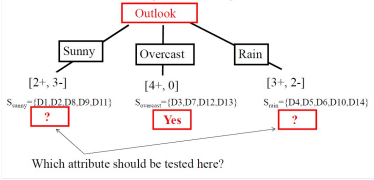 Outlook
Sunny Overcast Rain
[2+, 3-] [4+, 0] [3+, 2-]
Ssunny={D1,D2,D8,D9,D11} Sovercast={D3,D7,D12,D13} Srain={D4,D5,D6,D10,D14}
? Yes ?
Which attribute should be tested here?